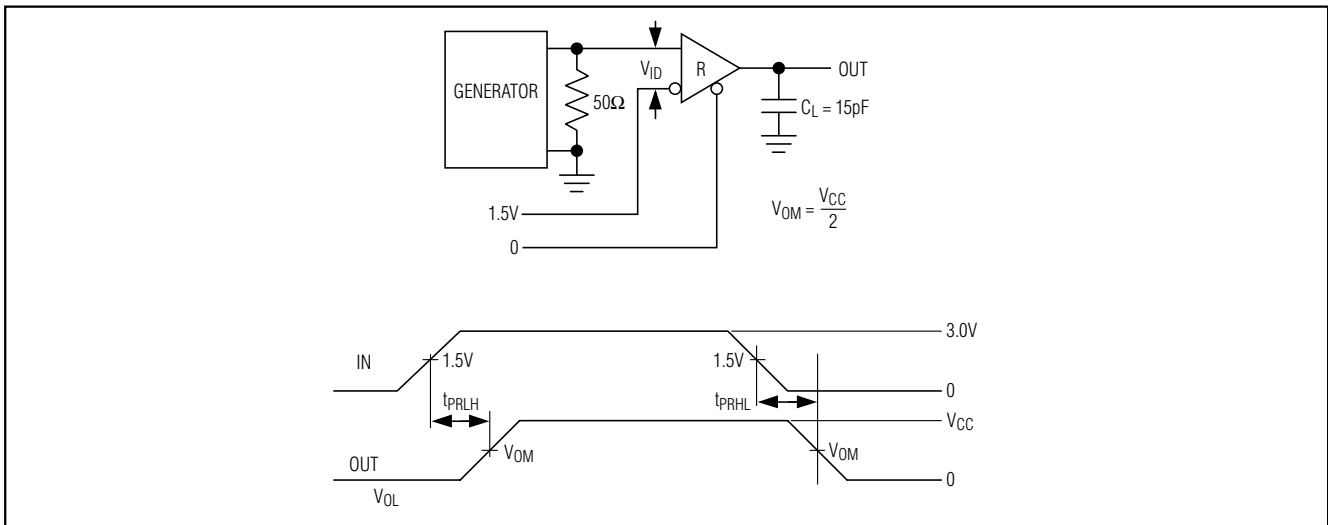 GENERATOR
50Ω
V_ID
R
OUT
C_L = 15pF
1.5V
0
V_OM = V_CC / 2
3.0V
IN
1.5V
1.5V
0
t_PRLH
t_PRHL
V_CC
OUT
V_OM
V_OM
V_OL
0